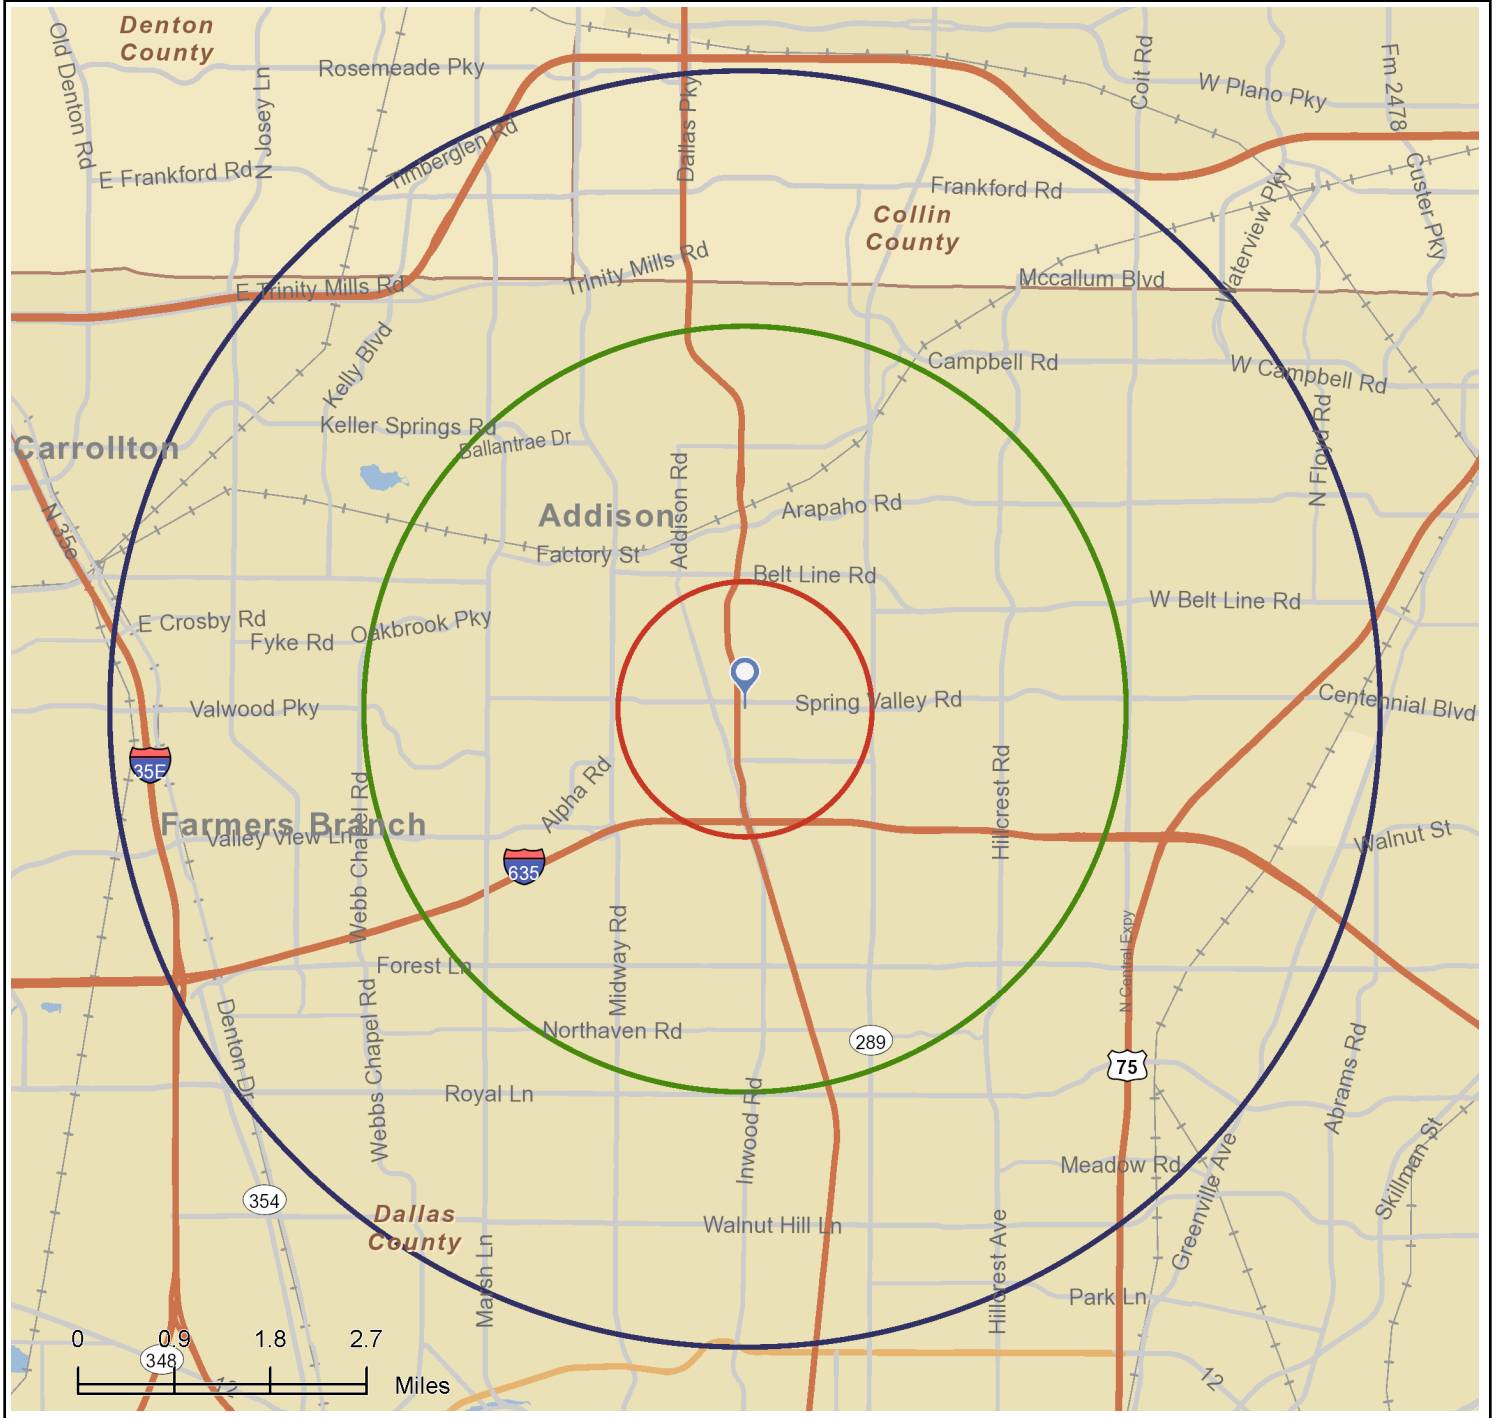 Denton
County
Old Denton Rd
N Josey Ln
Rosemeade Pky
Dallas Pky
Coit Rd
W Plano Pky
Fm 2478
Custer Pky
Timberglen Rd
E Frankford Rd
Frankford Rd
Collin
County
Waterview Pky
Trinity Mills Rd
E Trinity Mills Rd
Mccallum Blvd
Kelly Blvd
Campbell Rd
W Campbell Rd
Keller Springs Rd
Ballantrae Dr
Carrollton
N Floyd Rd
Addison Rd
Addison
Arapaho Rd
N 35e
Factory St
Belt Line Rd
W Belt Line Rd
E Crosby Rd
Fyke Rd
Oakbrook Pky
Valwood Pky
Spring Valley Rd
Centennial Blvd
35E
Alpha Rd
Hillcrest Rd
Farmers Branch
Valley View Ln
Webb Chapel Rd
Walnut St
635
Midway Rd
N Central Expy
Forest Ln
Northaven Rd
289
75
Denton Dr
Webbs Chapel Rd
Royal Ln
Inwood Rd
Abrams Rd
Meadow Rd
Greenville Ave
Skillman St
354
Dallas
County
Walnut Hill Ln
Marsh Ln
Hillcrest Ave
Park Ln
0 0.9 1.8 2.7
348
12
Miles
12